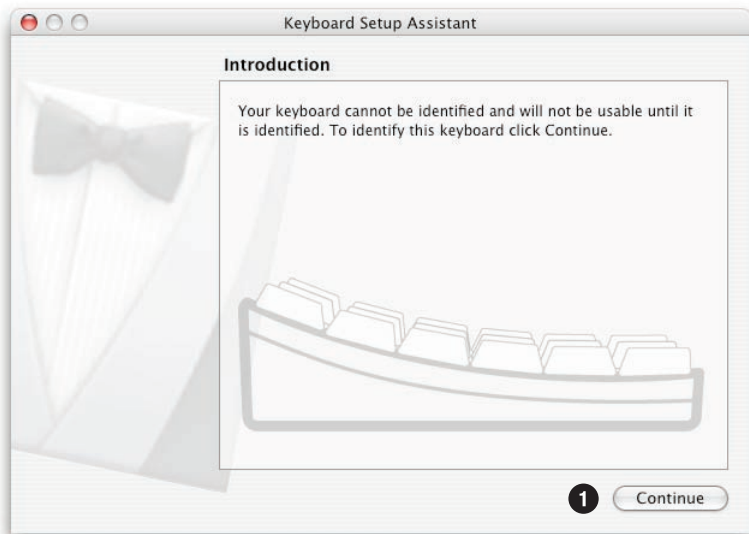 Keyboard Setup Assistant
Introduction
Your keyboard cannot be identified and will not be usable until it
is identified. To identify this keyboard click Continue.
1 Continue